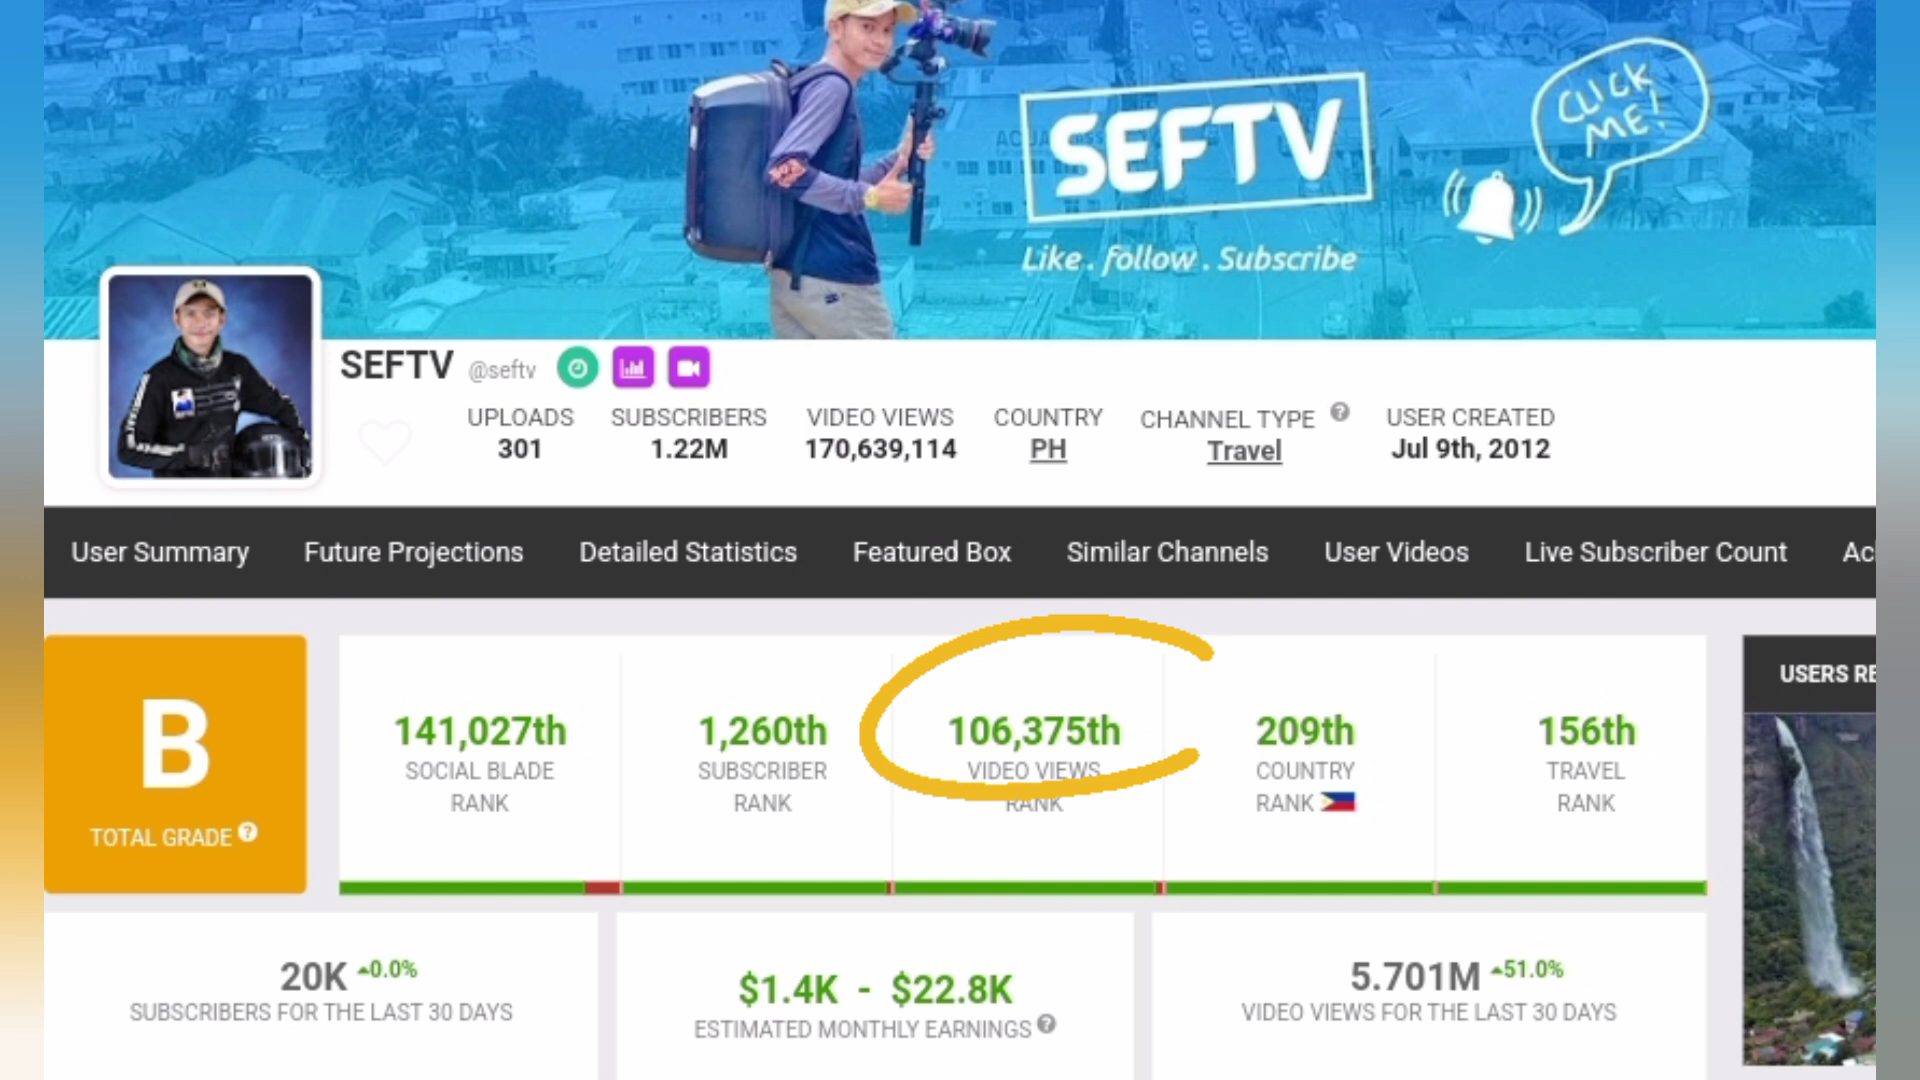 CLICK
ME!
SEFTV
Like . follow . Subscribe
SEFTV @seftv
UPLOADS SUBSCRIBERS VIDEO VIEWS COUNTRY CHANNEL TYPE ? USER CREATED
301 1.22M 170,639,114 PH Travel Jul 9th, 2012
User Summary Future Projections Detailed Statistics Featured Box Similar Channels User Videos Live Subscriber Count Ac
USERS RE
B
TOTAL GRADE ?
141,027th 1,260th 106,375th 209th 156th
SOCIAL BLADE SUBSCRIBER VIDEO VIEWS COUNTRY TRAVEL
RANK RANK RANK RANK RANK
20K 0.0%
SUBSCRIBERS FOR THE LAST 30 DAYS
$1.4K - $22.8K
ESTIMATED MONTHLY EARNINGS ?
5.701M 51.0%
VIDEO VIEWS FOR THE LAST 30 DAYS